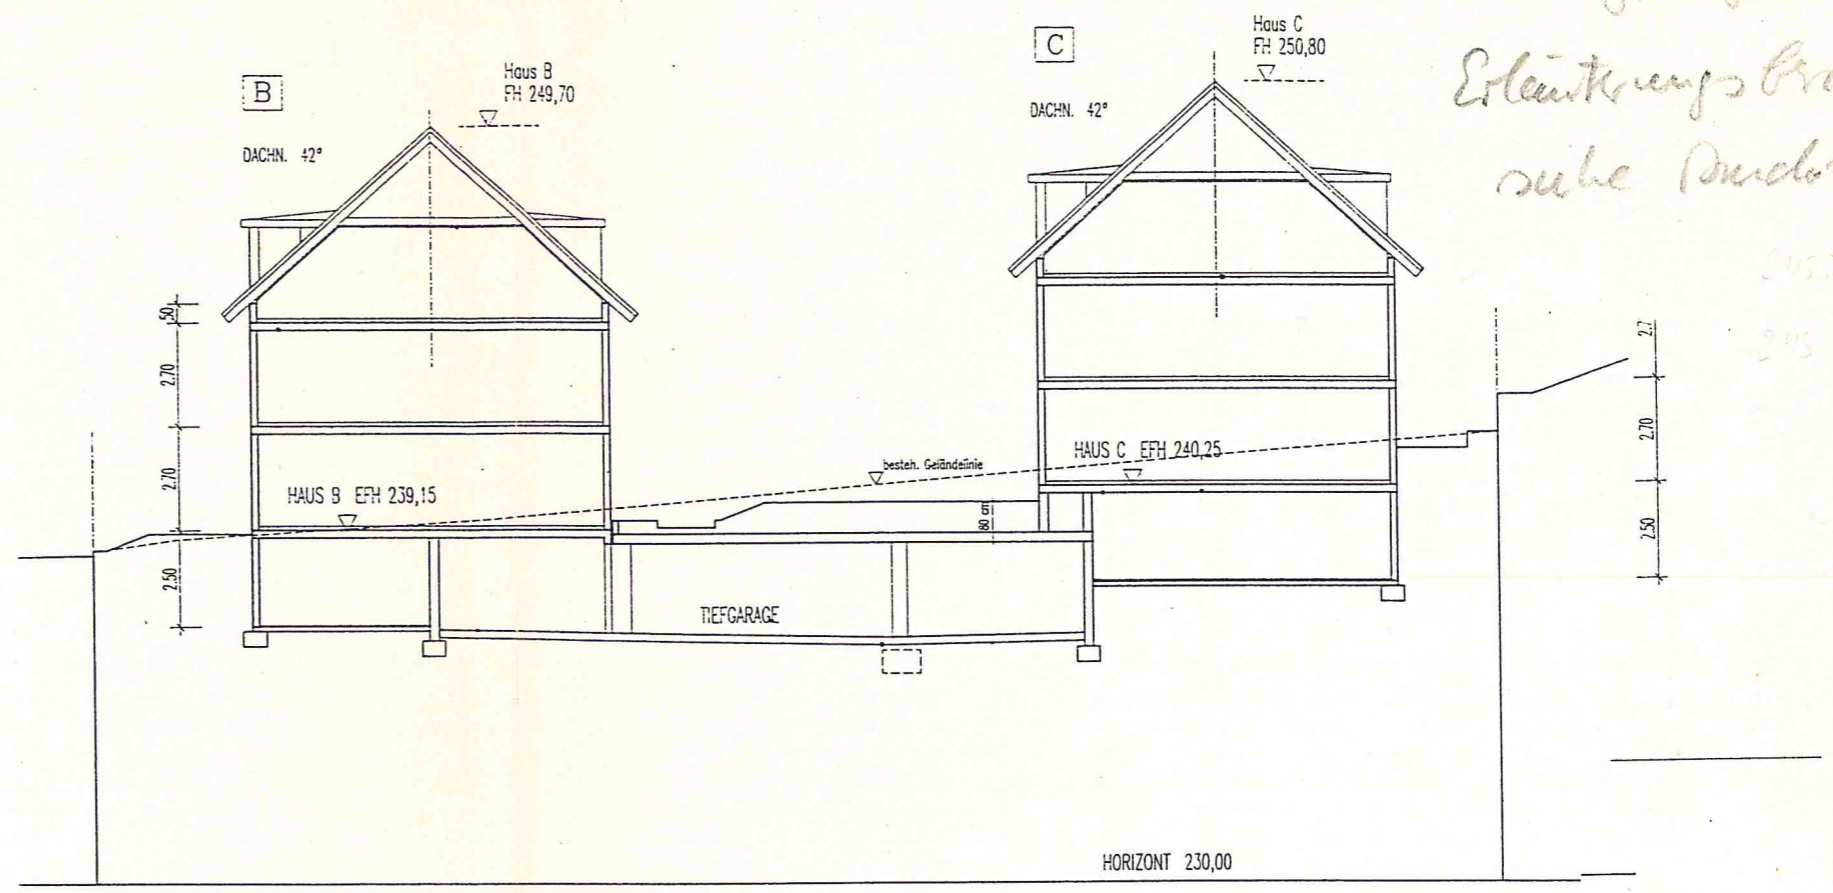 B
Haus B
FH 249,70
DACHN. 42°
C
Haus C
FH 250,80
DACHN. 42°
siehe
50
2.70
2.70
2.50
HAUS B EFH 239,15
besteh. Geländelinie
HAUS C EFH 240,25
80 cm
TIEFGARAGE
2.7
2.70
2.50
HORIZONT 230,00